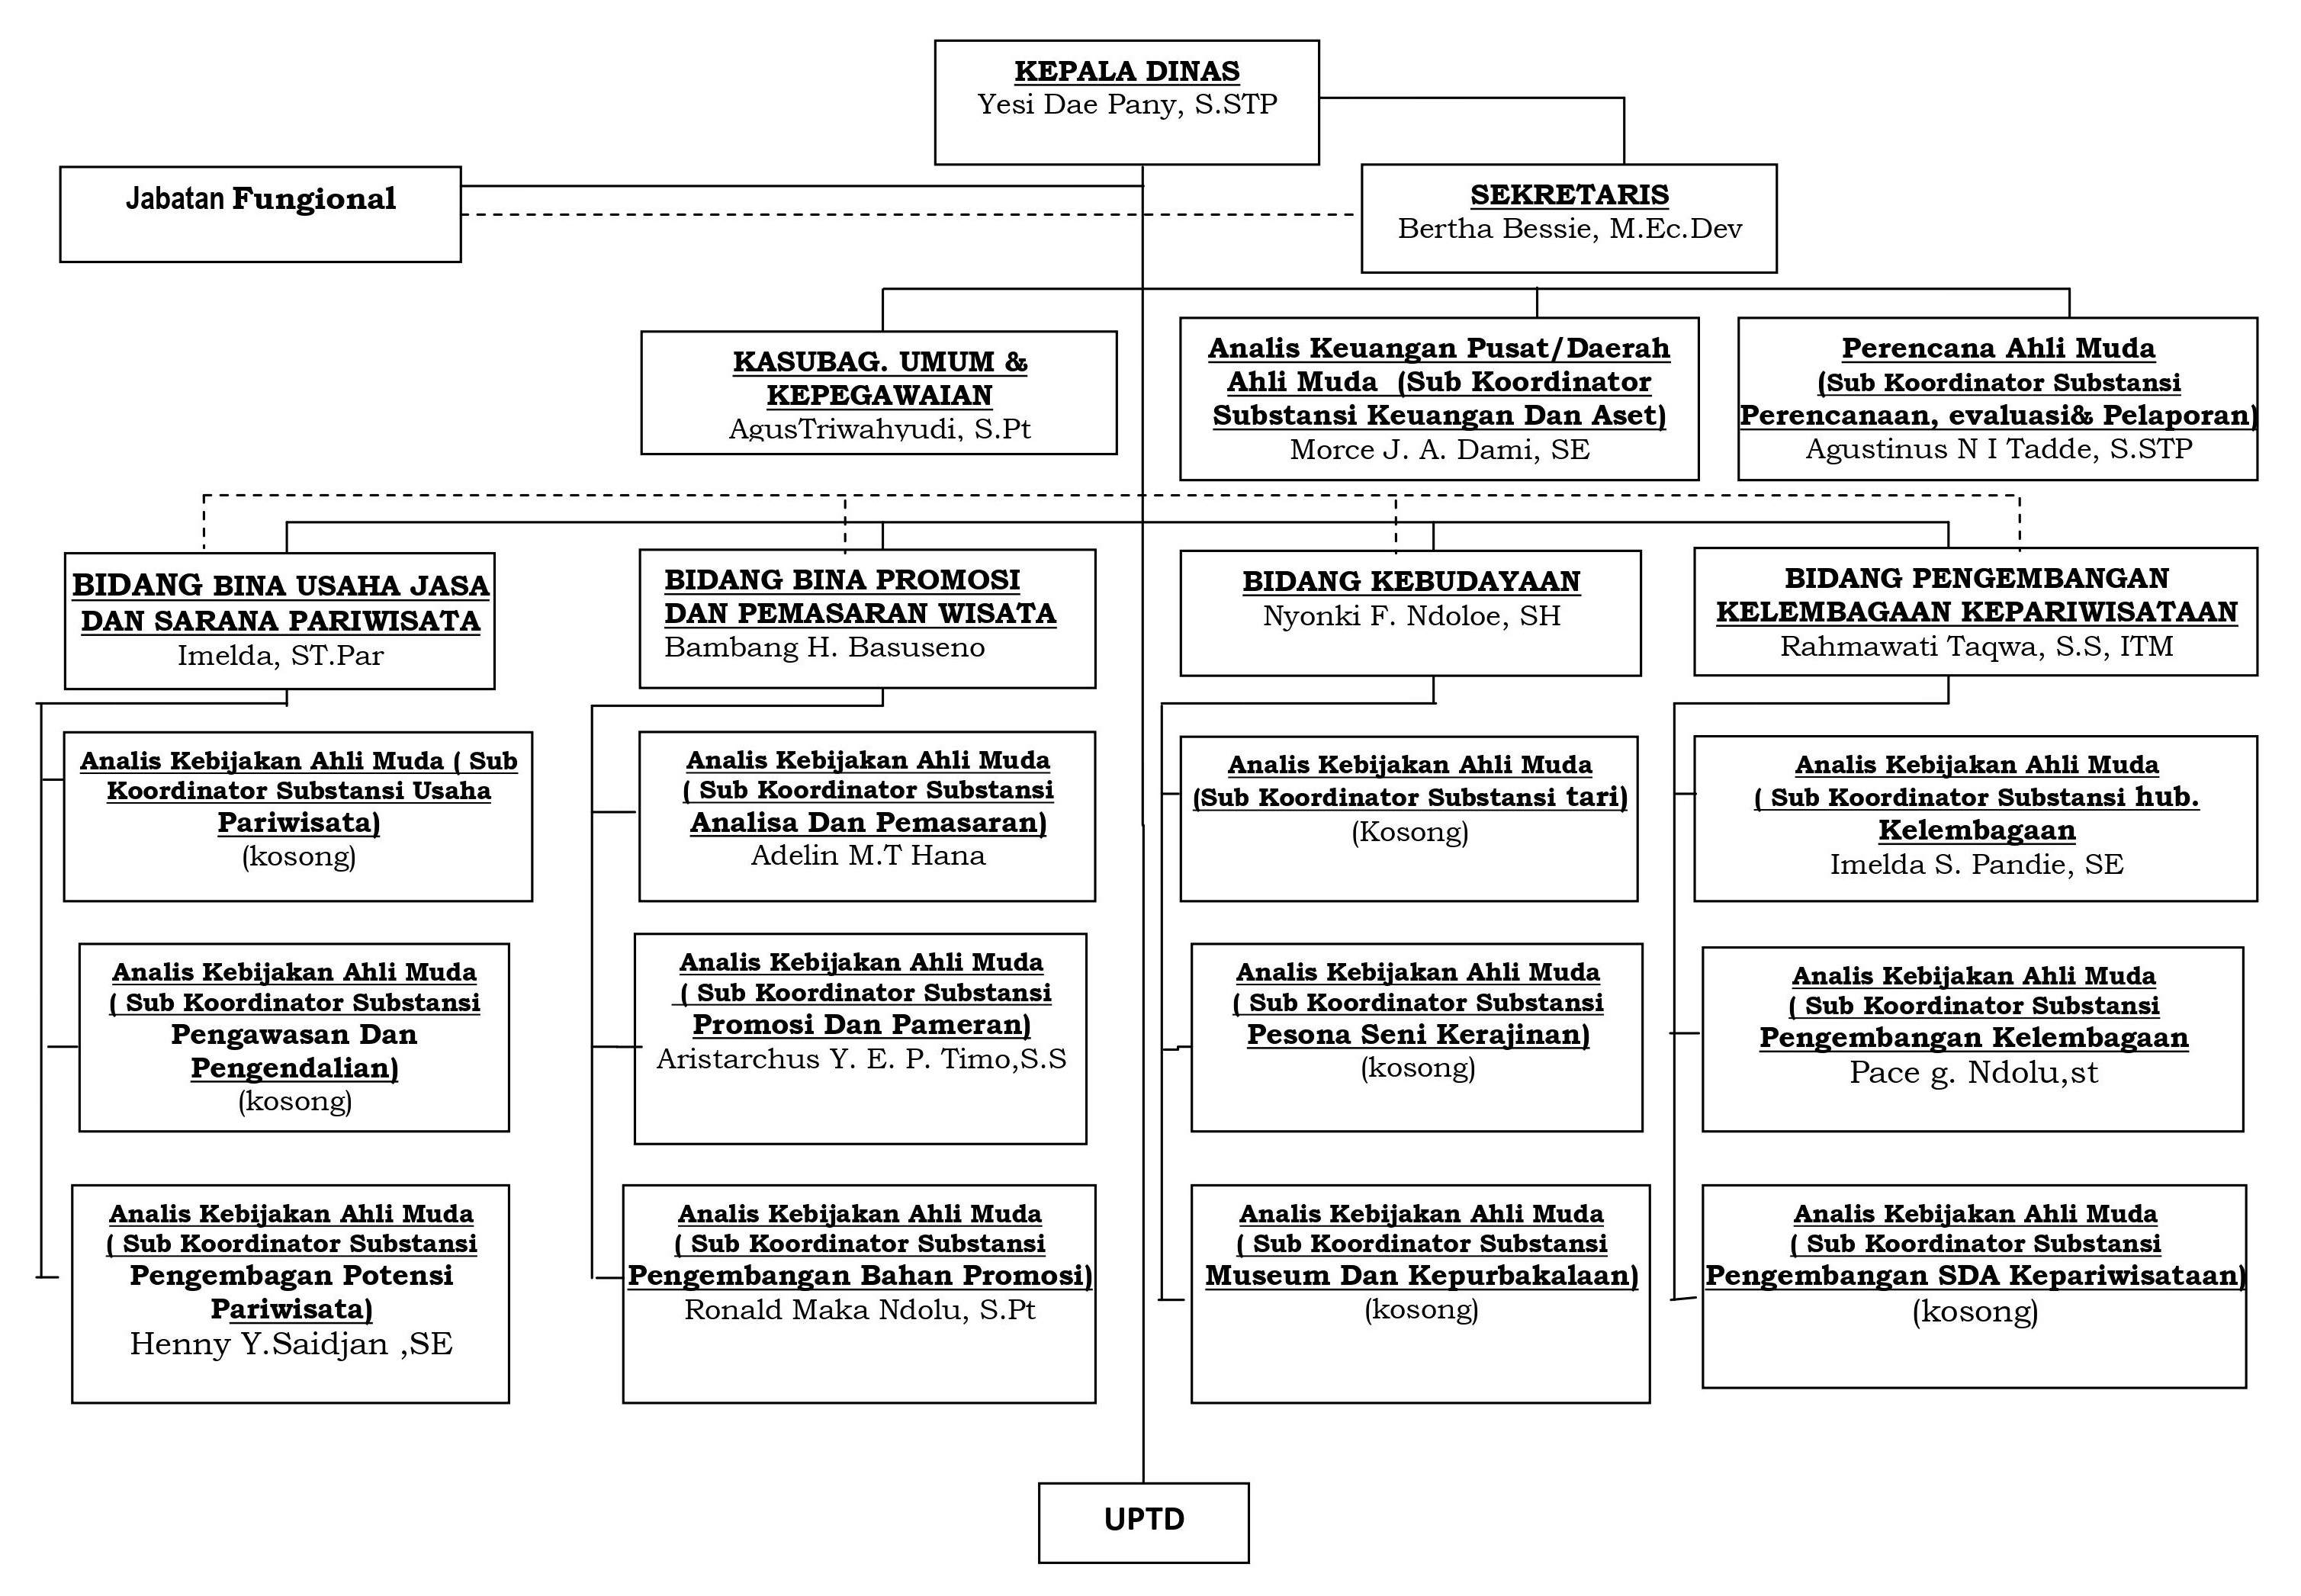 KEPALA DINAS
Yesi Dae Pany, S.STP
Jabatan Fungional
SEKRETARIS
Bertha Bessie, M.Ec.Dev
KASUBAG. UMUM &
KEPEGAWAIAN
AgusTriwahyudi, S.Pt
Analis Keuangan Pusat/Daerah
Ahli Muda (Sub Koordinator
Substansi Keuangan Dan Aset)
Morce J. A. Dami, SE
Perencana Ahli Muda
(Sub Koordinator Substansi
Perencanaan, evaluasi& Pelaporan)
Agustinus N I Tadde, S.STP
BIDANG BINA USAHA JASA
DAN SARANA PARIWISATA
Imelda, ST.Par
BIDANG BINA PROMOSI
DAN PEMASARAN WISATA
Bambang H. Basuseno
BIDANG KEBUDAYAAN
Nyonki F. Ndoloe, SH
BIDANG PENGEMBANGAN
KELEMBAGAAN KEPARIWISATAAN
Rahmawati Taqwa, S.S, ITM
Analis Kebijakan Ahli Muda ( Sub
Koordinator Substansi Usaha
Pariwisata)
(kosong)
Analis Kebijakan Ahli Muda
( Sub Koordinator Substansi
Analisa Dan Pemasaran)
Adelin M.T Hana
Analis Kebijakan Ahli Muda
(Sub Koordinator Substansi tari)
(Kosong)
Analis Kebijakan Ahli Muda
( Sub Koordinator Substansi hub.
Kelembagaan
Imelda S. Pandie, SE
Analis Kebijakan Ahli Muda
( Sub Koordinator Substansi
Pengawasan Dan
Pengendalian)
(kosong)
Analis Kebijakan Ahli Muda
( Sub Koordinator Substansi
Promosi Dan Pameran)
Aristarchus Y. E. P. Timo,S.S
Analis Kebijakan Ahli Muda
( Sub Koordinator Substansi
Pesona Seni Kerajinan)
(kosong)
Analis Kebijakan Ahli Muda
( Sub Koordinator Substansi
Pengembangan Kelembagaan
Pace g. Ndolu,st
Analis Kebijakan Ahli Muda
( Sub Koordinator Substansi
Pengembagan Potensi
Pariwisata)
Henny Y.Saidjan ,SE
Analis Kebijakan Ahli Muda
( Sub Koordinator Substansi
Pengembangan Bahan Promosi)
Ronald Maka Ndolu, S.Pt
Analis Kebijakan Ahli Muda
( Sub Koordinator Substansi
Museum Dan Kepurbakalaan)
(kosong)
Analis Kebijakan Ahli Muda
( Sub Koordinator Substansi
Pengembangan SDA Kepariwisataan)
(kosong)
UPTD